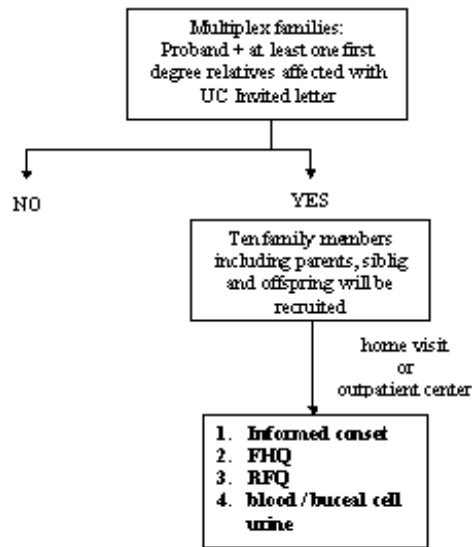 Multiplex families:
Proband + at least one first
degree relatives affected with
UC Invited letter
NO
YES
Ten family members
including parents, siblig
and offspring will be
recruited
home visit
or
outpatient center
1. Informed conset
2. FHQ
3. RFQ
4. blood / buceal cell
urine